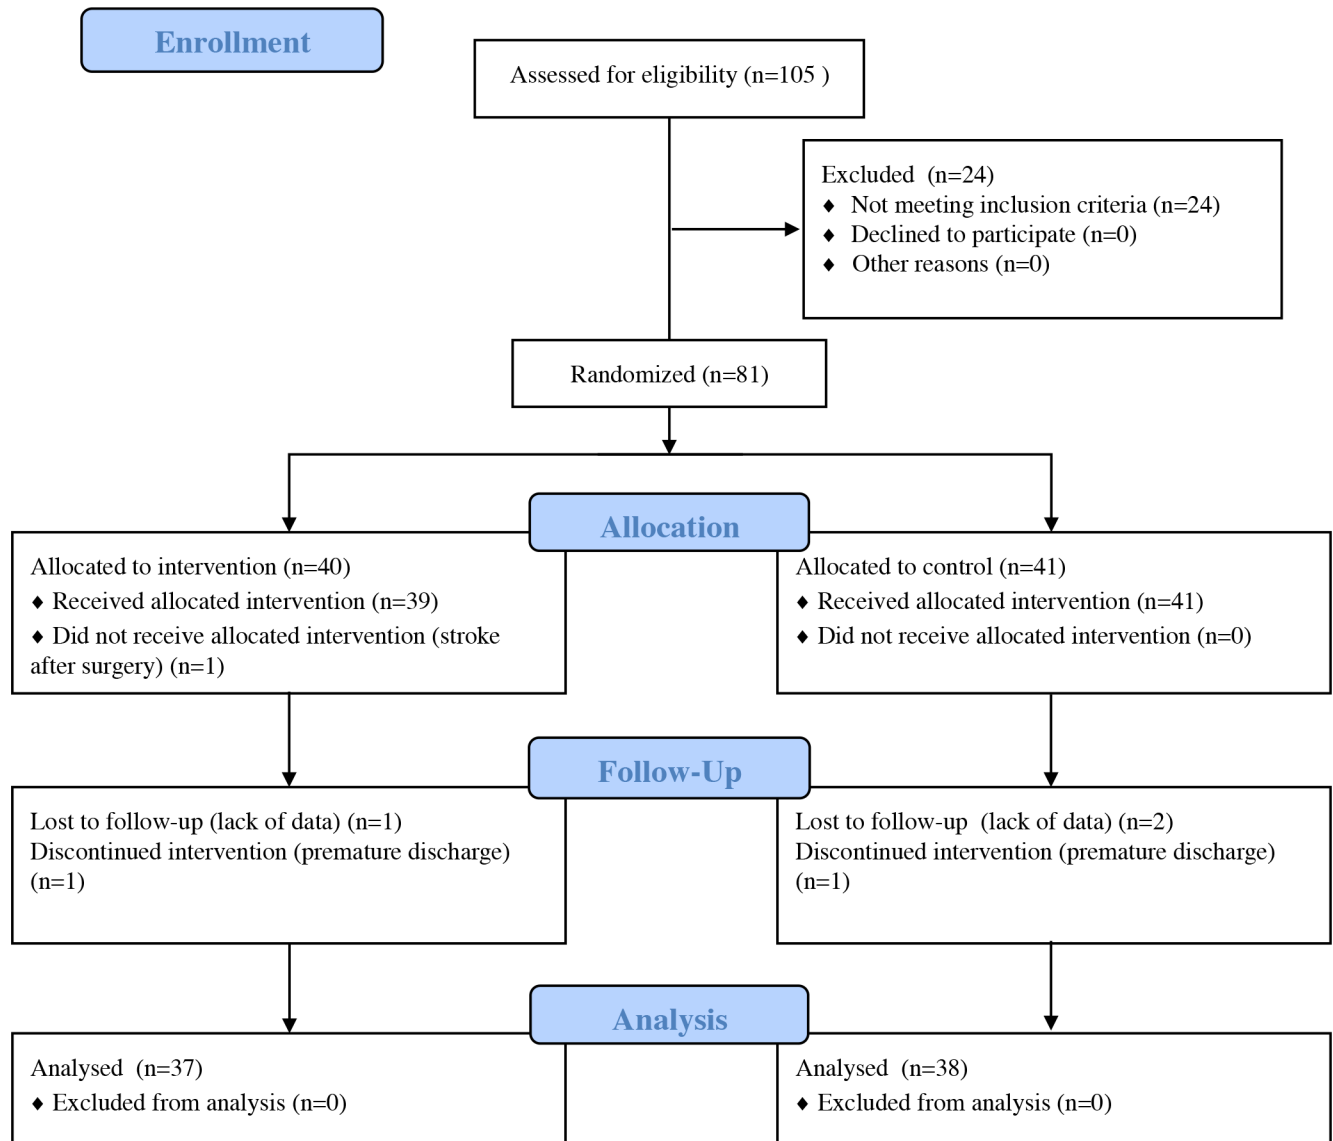 Enrollment
Assessed for eligibility (n=105 )
Excluded (n=24)
♦ Not meeting inclusion criteria (n=24)
♦ Declined to participate (n=0)
♦ Other reasons (n=0)
Randomized (n=81)
Allocation
Allocated to intervention (n=40)
♦ Received allocated intervention (n=39)
♦ Did not receive allocated intervention (stroke
after surgery) (n=1)
Allocated to control (n=41)
♦ Received allocated intervention (n=41)
♦ Did not receive allocated intervention (n=0)
Follow-Up
Lost to follow-up (lack of data) (n=1)
Discontinued intervention (premature discharge)
(n=1)
Lost to follow-up (lack of data) (n=2)
Discontinued intervention (premature discharge)
(n=1)
Analysis
Analysed (n=37)
♦ Excluded from analysis (n=0)
Analysed (n=38)
♦ Excluded from analysis (n=0)